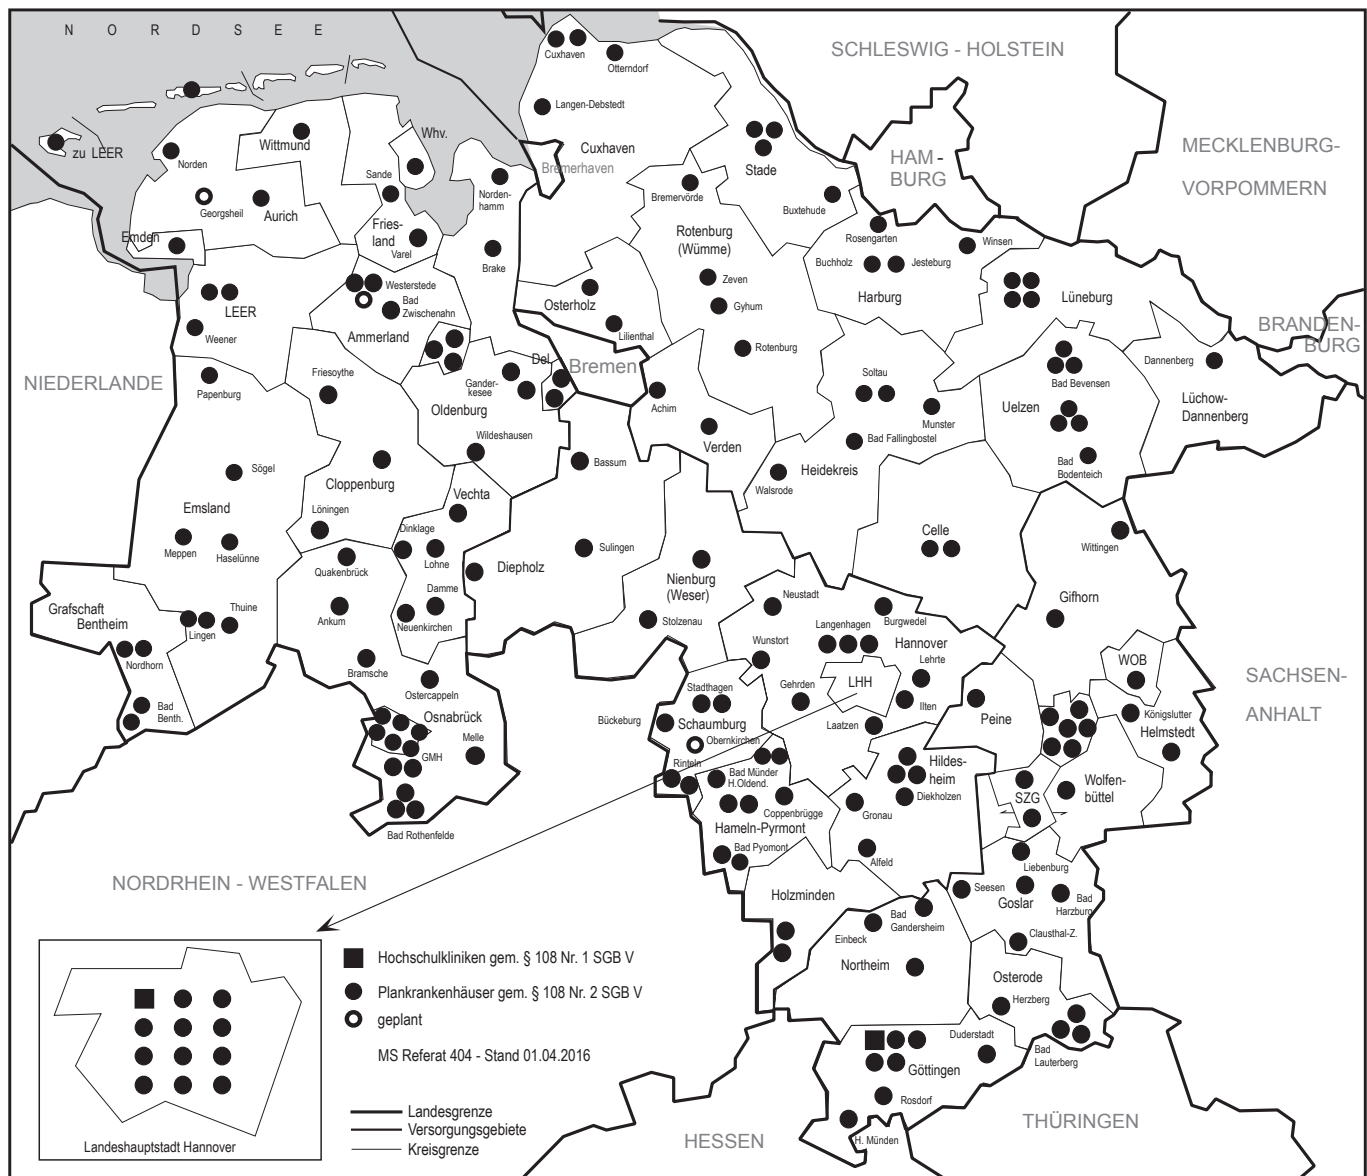 N O R D S E E
SCHLESWIG - HOLSTEIN
Cuxhaven
Otterndorf
Langen-Debstedt
Cuxhaven
Bremerhaven
HAM -
BURG
MECKLENBURG-
VORPOMMERN
zu LEER
Norden
Wittmund
Whv.
Sande
Norden-
hamm
Stade
Bremervörde
Buxtehude
Georgsheil
Aurich
Emden
Fries-
land
Varel
Brake
Rotenburg
(Wümme)
Rosengarten
Winsen
Buchholz
Jesteburg
Harburg
Lüneburg
LEER
Weener
Westerstede
Bad
Zwischenahn
Ammerland
Osterholz
Lilienthal
Zeven
Gyhum
Rotenburg
BRANDEN-
BURG
Dannenberg
Lüchow-
Dannenberg
NIEDERLANDE
Papenburg
Friesoythe
Del.
Bremen
Gander-
kesee
Oldenburg
Wildeshausen
Achim
Verden
Soltau
Munster
Bad Fallingbostel
Heidekreis
Walsrode
Bad Bevensen
Uelzen
Bad
Bodenteich
Sögel
Emsland
Cloppenburg
Vechta
Bassum
Löningen
Meppen
Haselünne
Dinklage
Lohne
Quakenbrück
Damme
Neuenkirchen
Ankum
Diepholz
Sulingen
Nienburg
(Weser)
Stolzenau
Celle
Wittingen
Gifhorn
Grafschaft
Bentheim
Thuine
Lingen
Nordhorn
Bad
Benth.
Bramsche
Ostercappeln
Osnabrück
Melle
GMH
Bad Rothenfelde
Neustadt
Burgwedel
Langenhagen
Hannover
Wunstorf
Lehrte
LHH
Gehrden
Ilten
Laatzen
Peine
WOB
SACHSEN-
ANHALT
Königslutter
Helmstedt
Stadthagen
Bückeburg
Schaumburg
Obernkirchen
Rinteln
Bad Münder
H.Oldend.
Coppenbrügge
Hameln-Pyrmont
Bad Pyomont
Hildes-
heim
Diekholzen
Gronau
Alfeld
SZG
Wolfen-
büttel
Liebenburg
Seesen
Goslar
Bad
Harzburg
Clausthal-Z.
NORDRHEIN - WESTFALEN
Holzminden
Einbeck
Bad
Gandersheim
Northeim
Osterode
Herzberg
Bad
Lauterberg
Duderstadt
Göttingen
Rosdorf
H. Münden
HESSEN
THÜRINGEN
Hochschulkliniken gem. § 108 Nr. 1 SGB V
Plankrankenhäuser gem. § 108 Nr. 2 SGB V
geplant
MS Referat 404 - Stand 01.04.2016
Landesgrenze
Versorgungsgebiete
Kreisgrenze
Landeshauptstadt Hannover